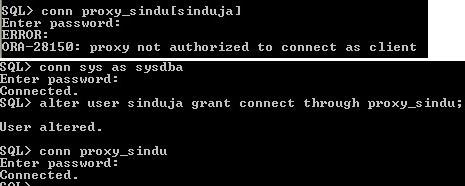 SQL> conn proxy_sindu[sinduja]
Enter password:
ERROR:
ORA-28150: proxy not authorized to connect as client
SQL> conn sys as sysdba
Enter password:
Connected.
SQL> alter user sinduja grant connect through proxy_sindu;
User altered.
SQL> conn proxy_sindu
Enter password:
Connected.